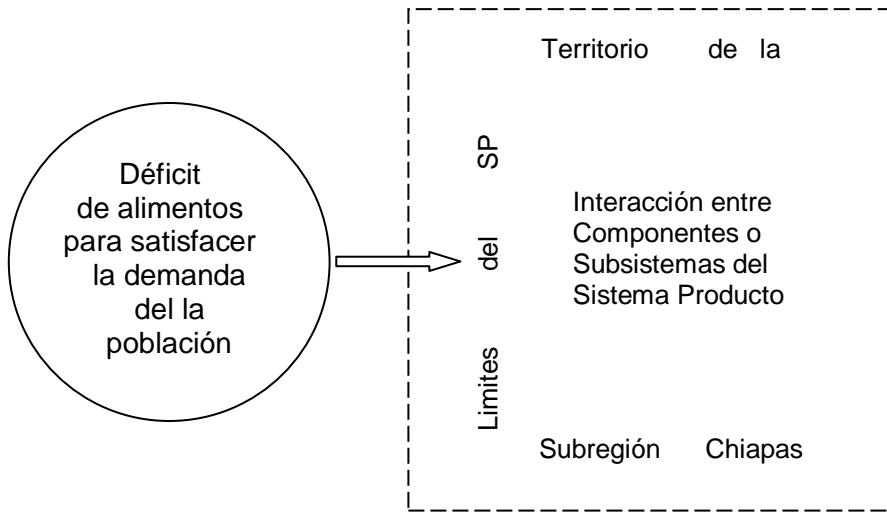 Déficit
de alimentos
para satisfacer
la demanda
del la
población
Territorio de la
Limites del SP
Interacción entre
Componentes o
Subsistemas del
Sistema Producto
Subregión Chiapas